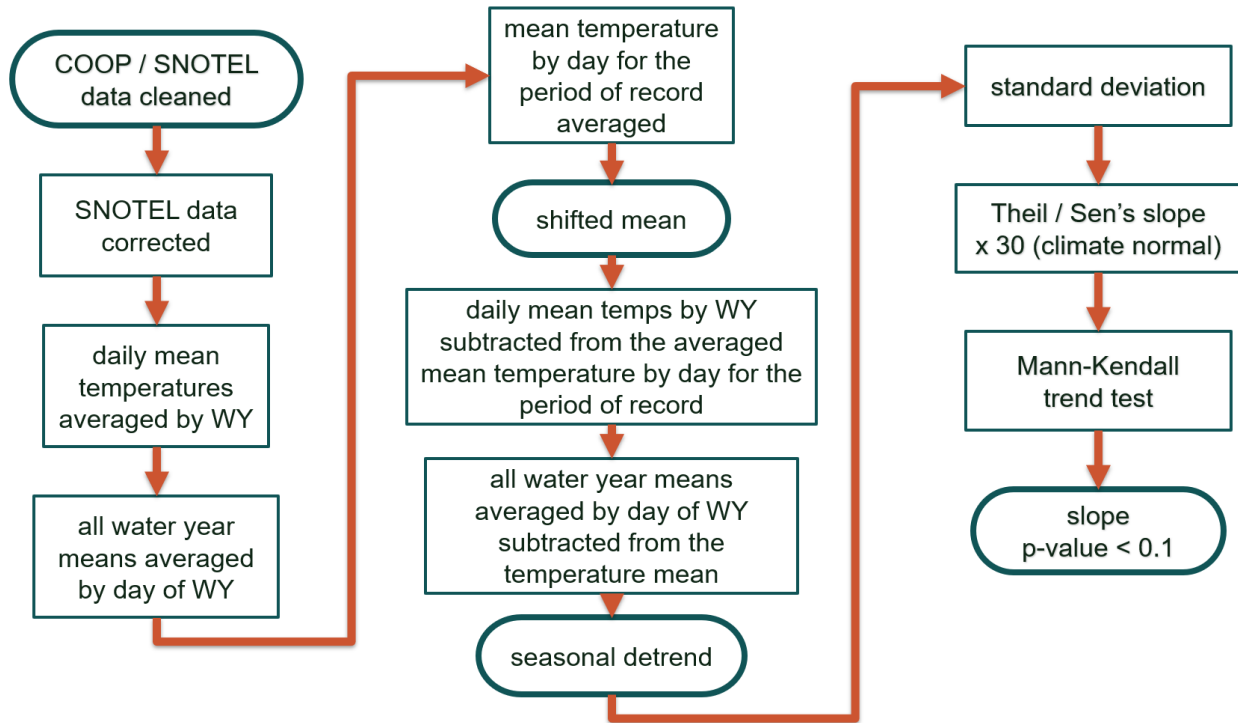 COOP / SNOTEL
data cleaned
SNOTEL data
corrected
daily mean
temperatures
averaged by WY
all water year
means averaged
by day of WY
mean temperature
by day for the
period of record
averaged
shifted mean
daily mean temps by WY
subtracted from the averaged
mean temperature by day for the
period of record
all water year means
averaged by day of WY
subtracted from the
temperature mean
seasonal detrend
standard deviation
Theil / Sen’s slope
x 30 (climate normal)
Mann-Kendall
trend test
slope
p-value < 0.1